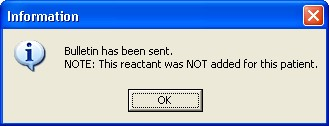 Information
Bulletin has been sent.
NOTE: This reactant was NOT added for this patient.
OK